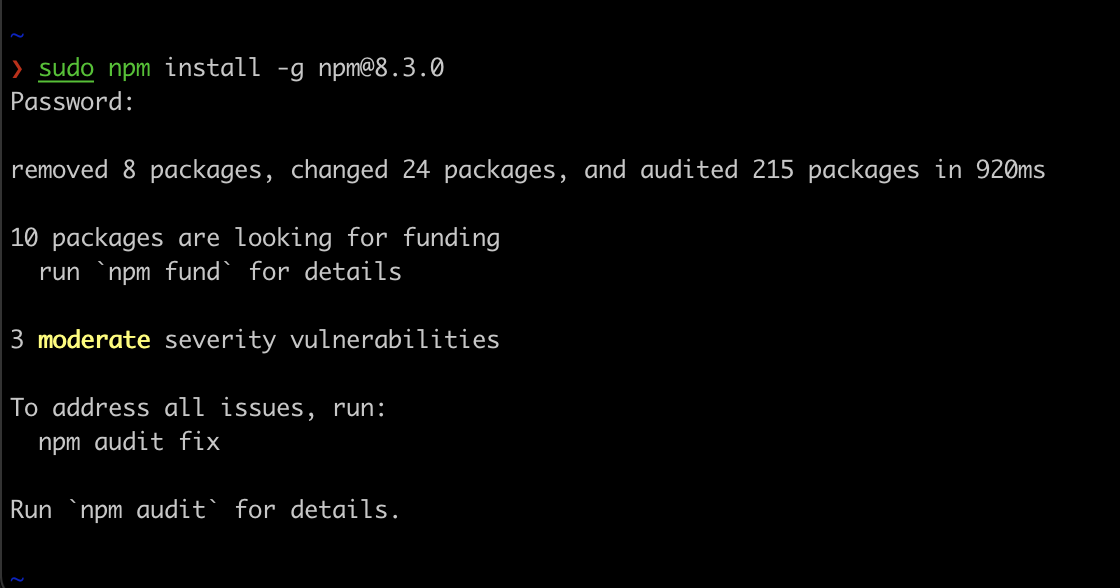 ~
❯ sudo npm install -g npm@8.3.0
Password:
removed 8 packages, changed 24 packages, and audited 215 packages in 920ms
10 packages are looking for funding
run `npm fund` for details
3 moderate severity vulnerabilities
To address all issues, run:
npm audit fix
Run `npm audit` for details.
~